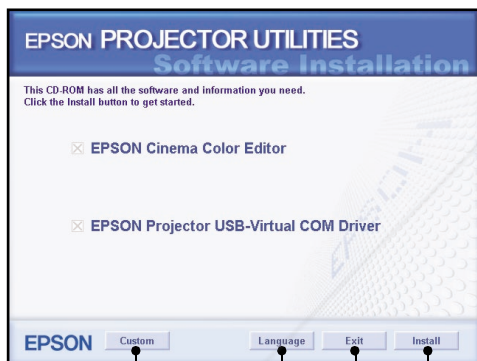 EPSON PROJECTOR UTILITIES
Software Installation
This CD-ROM has all the software and information you need.
Click the Install button to get started.
EPSON Cinema Color Editor
EPSON Projector USB-Virtual COM Driver
EPSON
EPSON Custom Language Exit Install